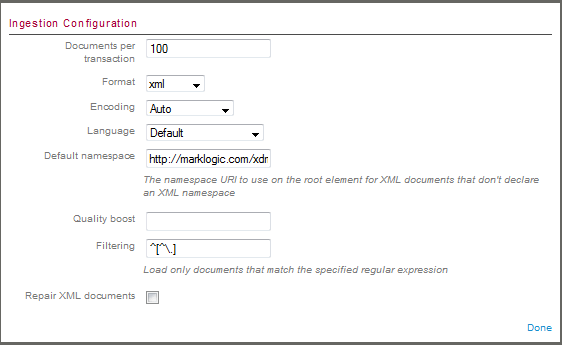 Ingestion Configuration
Documents per
transaction
100
Format
xml
Encoding
Auto
Language
Default
Default namespace
http://marklogic.com/xdr
The namespace URI to use on the root element for XML documents that don't declare
an XML namespace
Quality boost
Filtering
^[^\.]
Load only documents that match the specified regular expression
Repair XML documents
Done